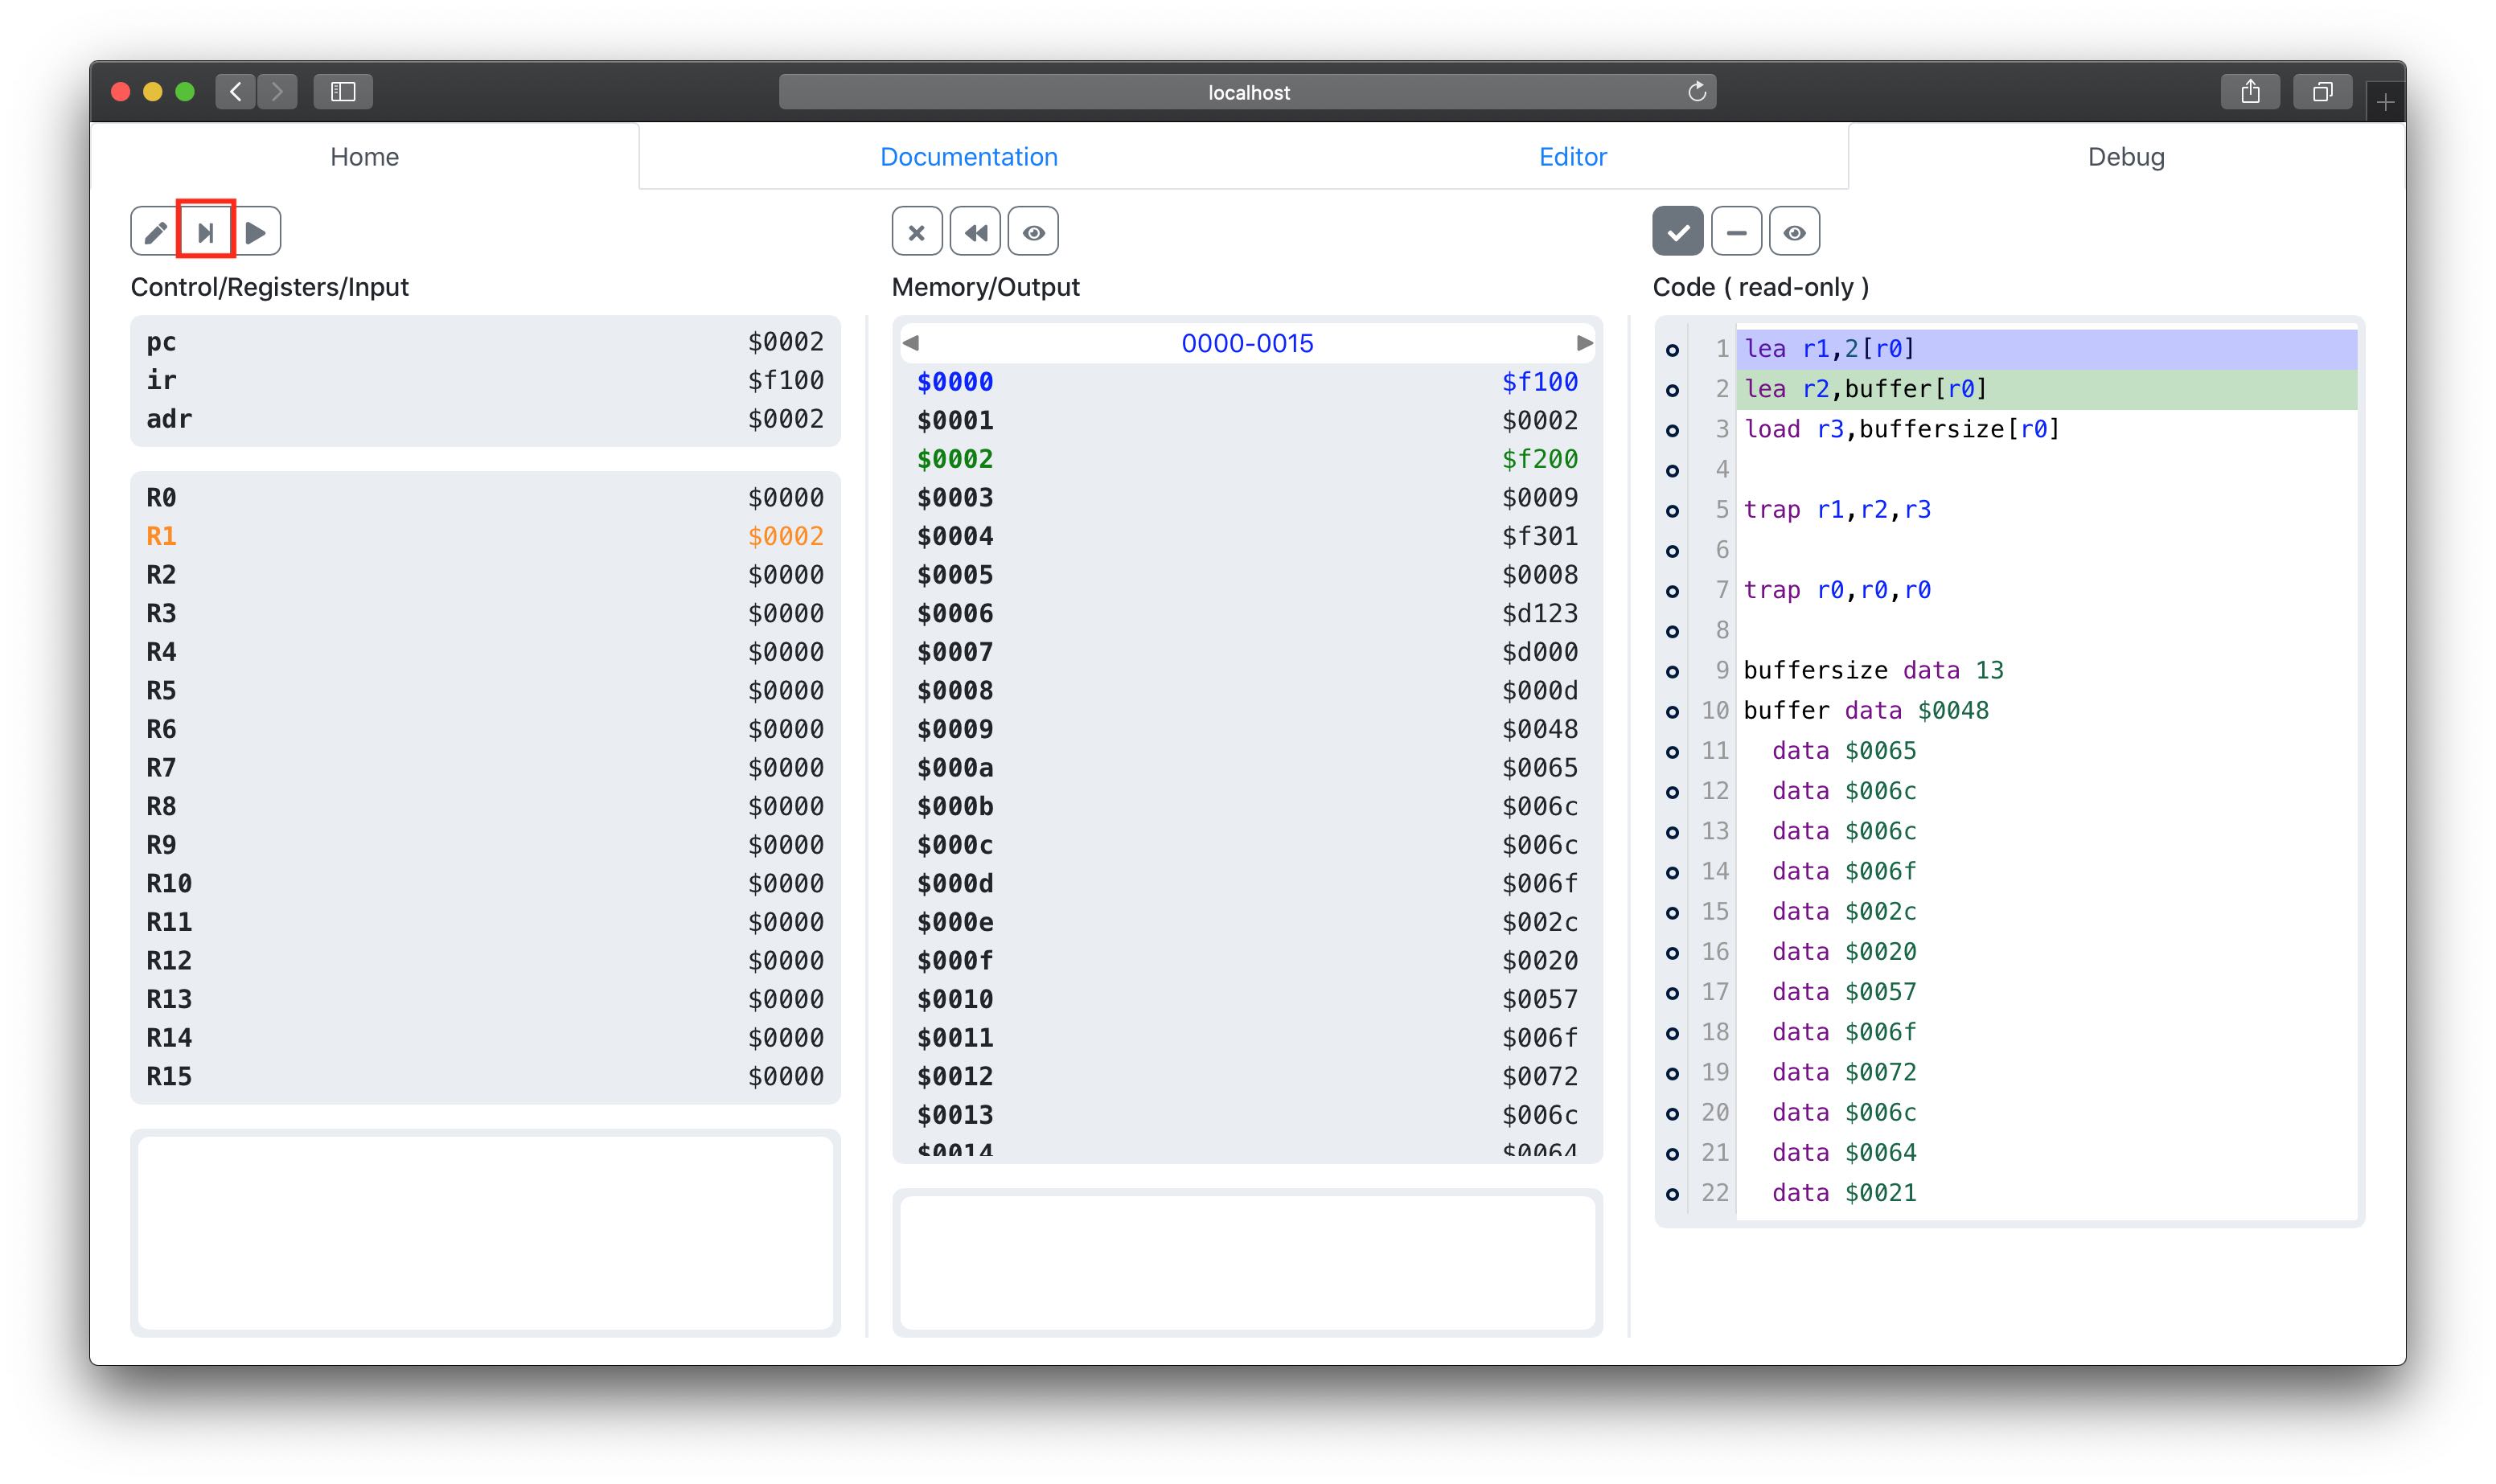 localhost
Home
Documentation
Editor
Debug
Control/Registers/Input
pc $0002
ir $f100
adr $0002
R0 $0000
R1 $0002
R2 $0000
R3 $0000
R4 $0000
R5 $0000
R6 $0000
R7 $0000
R8 $0000
R9 $0000
R10 $0000
R11 $0000
R12 $0000
R13 $0000
R14 $0000
R15 $0000
Memory/Output
0000-0015
$0000 $f100
$0001 $0002
$0002 $f200
$0003 $0009
$0004 $f301
$0005 $0008
$0006 $d123
$0007 $d000
$0008 $000d
$0009 $0048
$000a $0065
$000b $006c
$000c $006c
$000d $006f
$000e $002c
$000f $0020
$0010 $0057
$0011 $006f
$0012 $0072
$0013 $006c
$0014 $0064
Code ( read-only )
1 lea r1,2[r0]
2 lea r2,buffer[r0]
3 load r3,buffersize[r0]
4
5 trap r1,r2,r3
6
7 trap r0,r0,r0
8
9 buffersize data 13
10 buffer data $0048
11 data $0065
12 data $006c
13 data $006c
14 data $006f
15 data $002c
16 data $0020
17 data $0057
18 data $006f
19 data $0072
20 data $006c
21 data $0064
22 data $0021